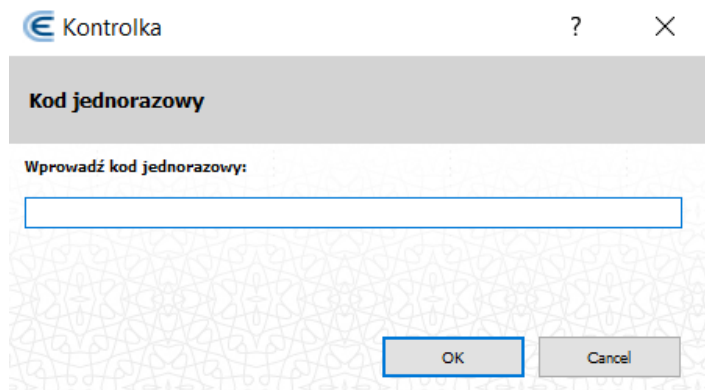 Kontrolka
?
Kod jednorazowy
Wprowadź kod jednorazowy:
OK
Cancel